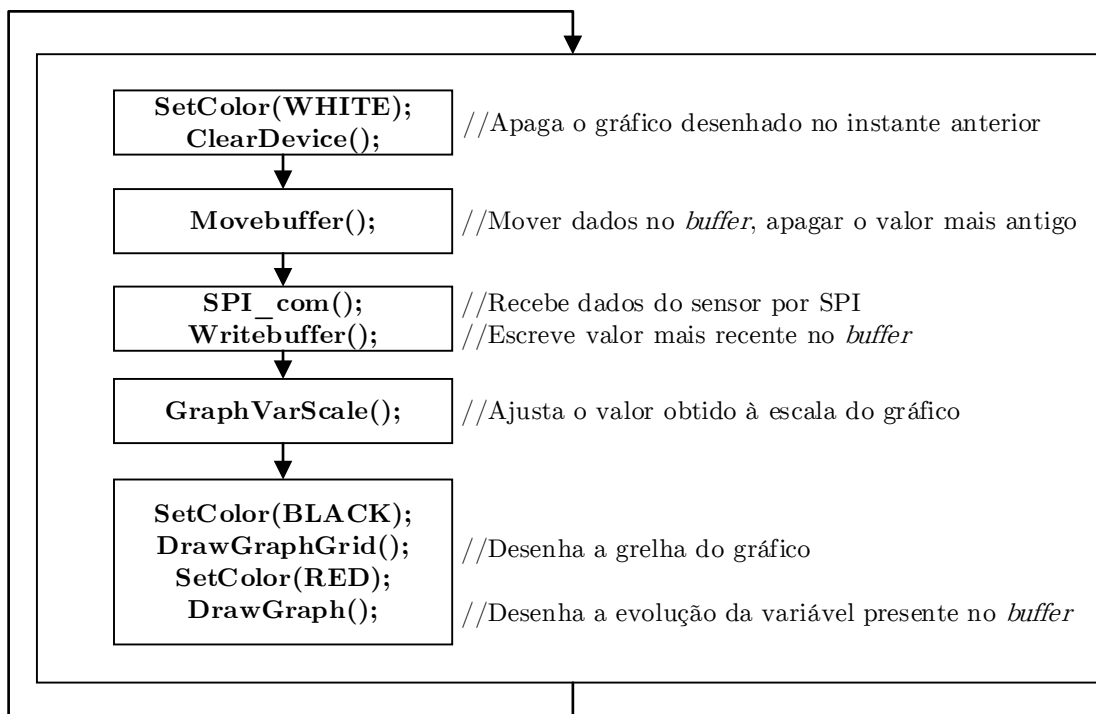 SetColor(WHITE);
ClearDevice();
//Apaga o gráfico desenhado no instante anterior
Movebuffer();
//Mover dados no buffer, apagar o valor mais antigo
SPI_com();
//Recebe dados do sensor por SPI
Writebuffer();
//Escreve valor mais recente no buffer
GraphVarScale();
//Ajusta o valor obtido à escala do gráfico
SetColor(BLACK);
DrawGraphGrid();
//Desenha a grelha do gráfico
SetColor(RED);
DrawGraph();
//Desenha a evolução da variável presente no buffer